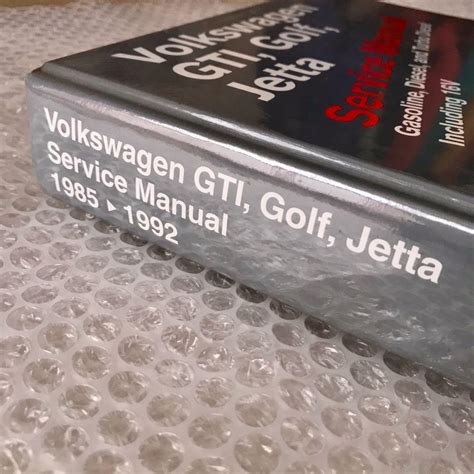 Volkswagen
GTI, Golf,
Jetta
Service Manual
Gasoline, Diesel, and Turbo Diesel
Including 16V
Volkswagen GTI, Golf, Jetta
Service Manual
1985 ▸ 1992